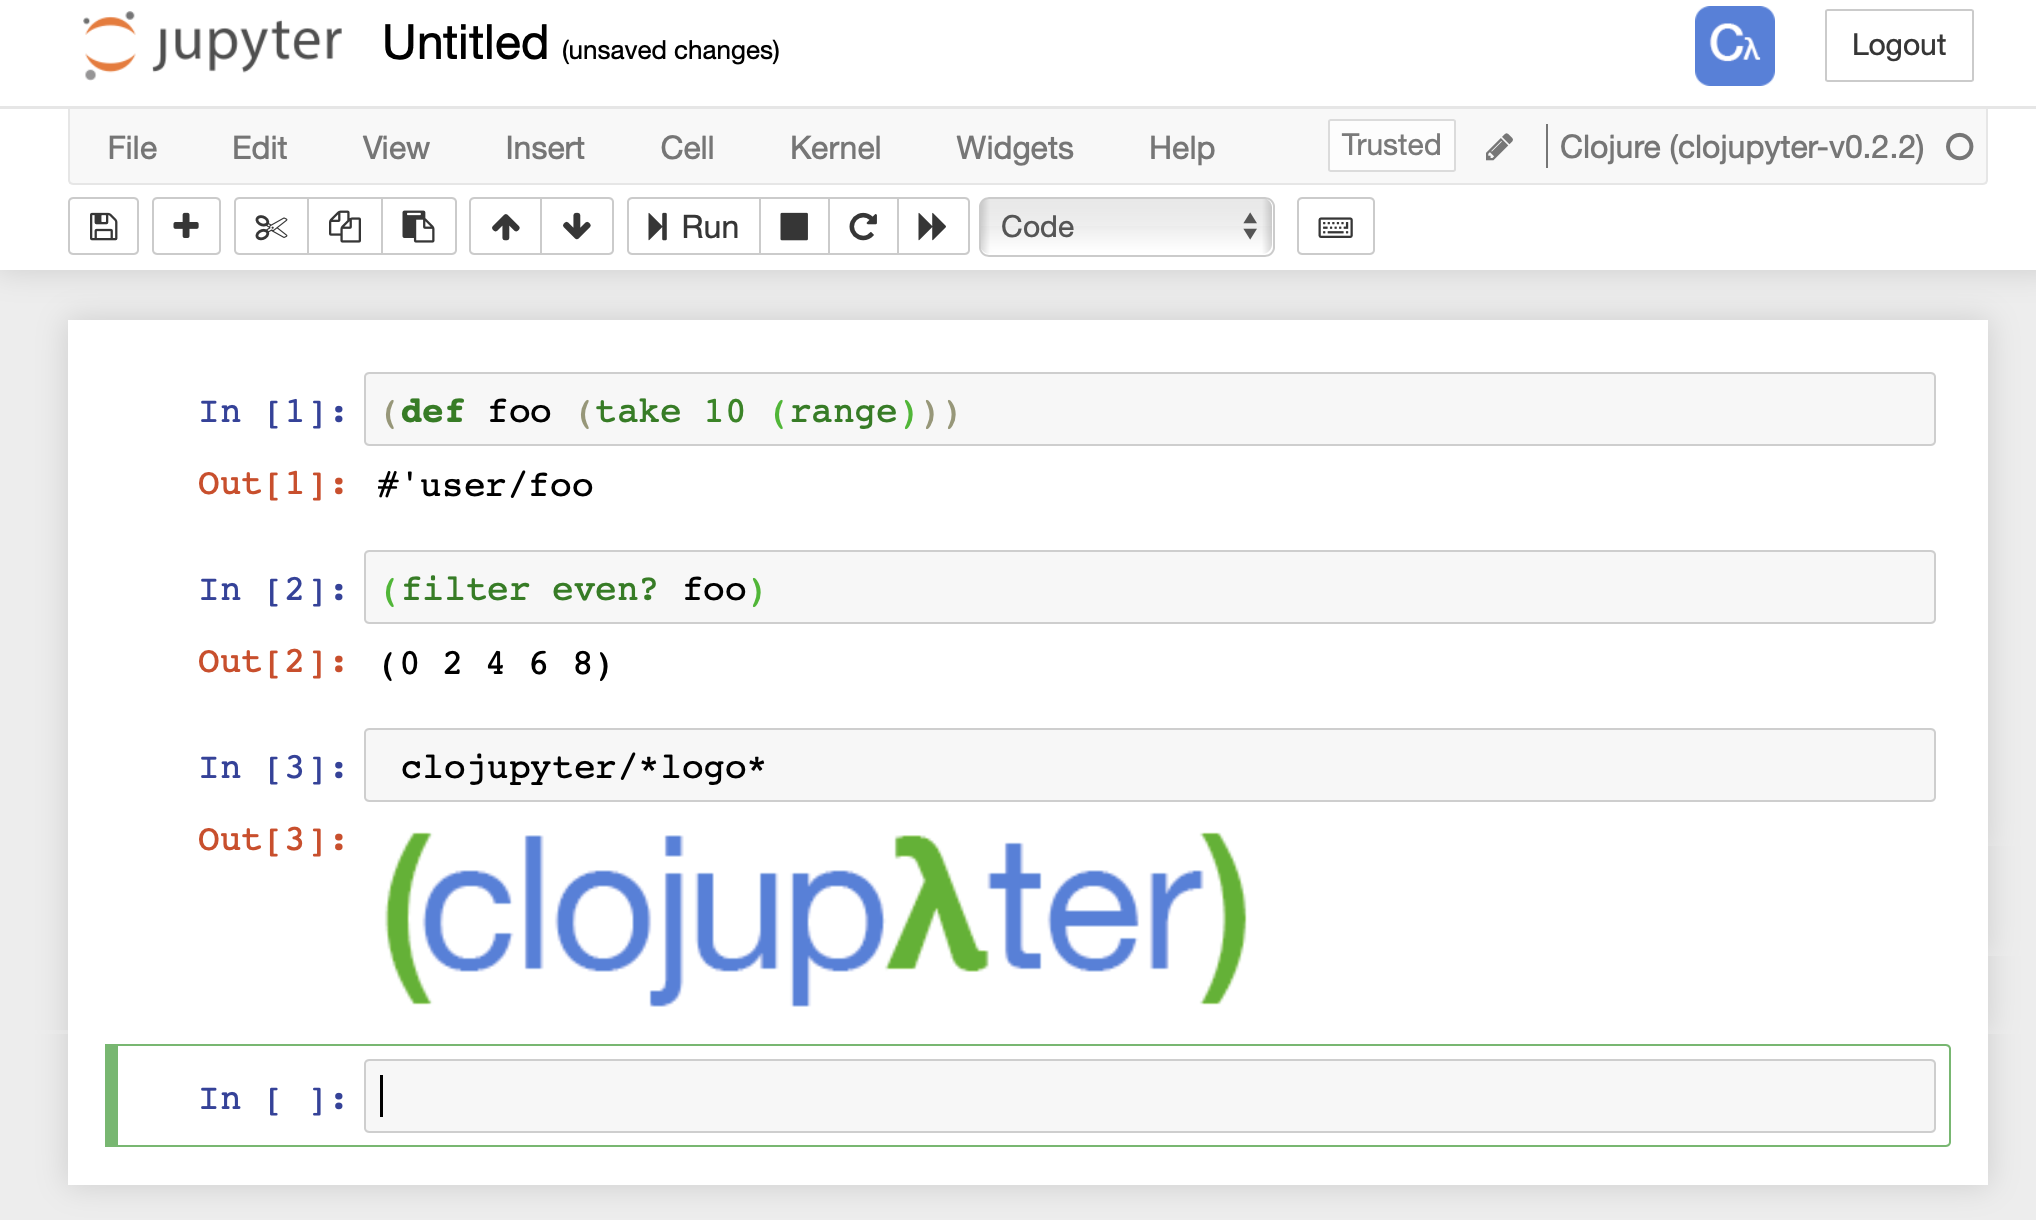 jupyter Untitled (unsaved changes) Cλ Logout
File Edit View Insert Cell Kernel Widgets Help Trusted Clojure (clojupyter-v0.2.2)
Run Code
In [1]: (def foo (take 10 (range)))
Out[1]: #'user/foo
In [2]: (filter even? foo)
Out[2]: (0 2 4 6 8)
In [3]: clojupyter/*logo*
Out[3]: (clojupλter)
In [ ]: